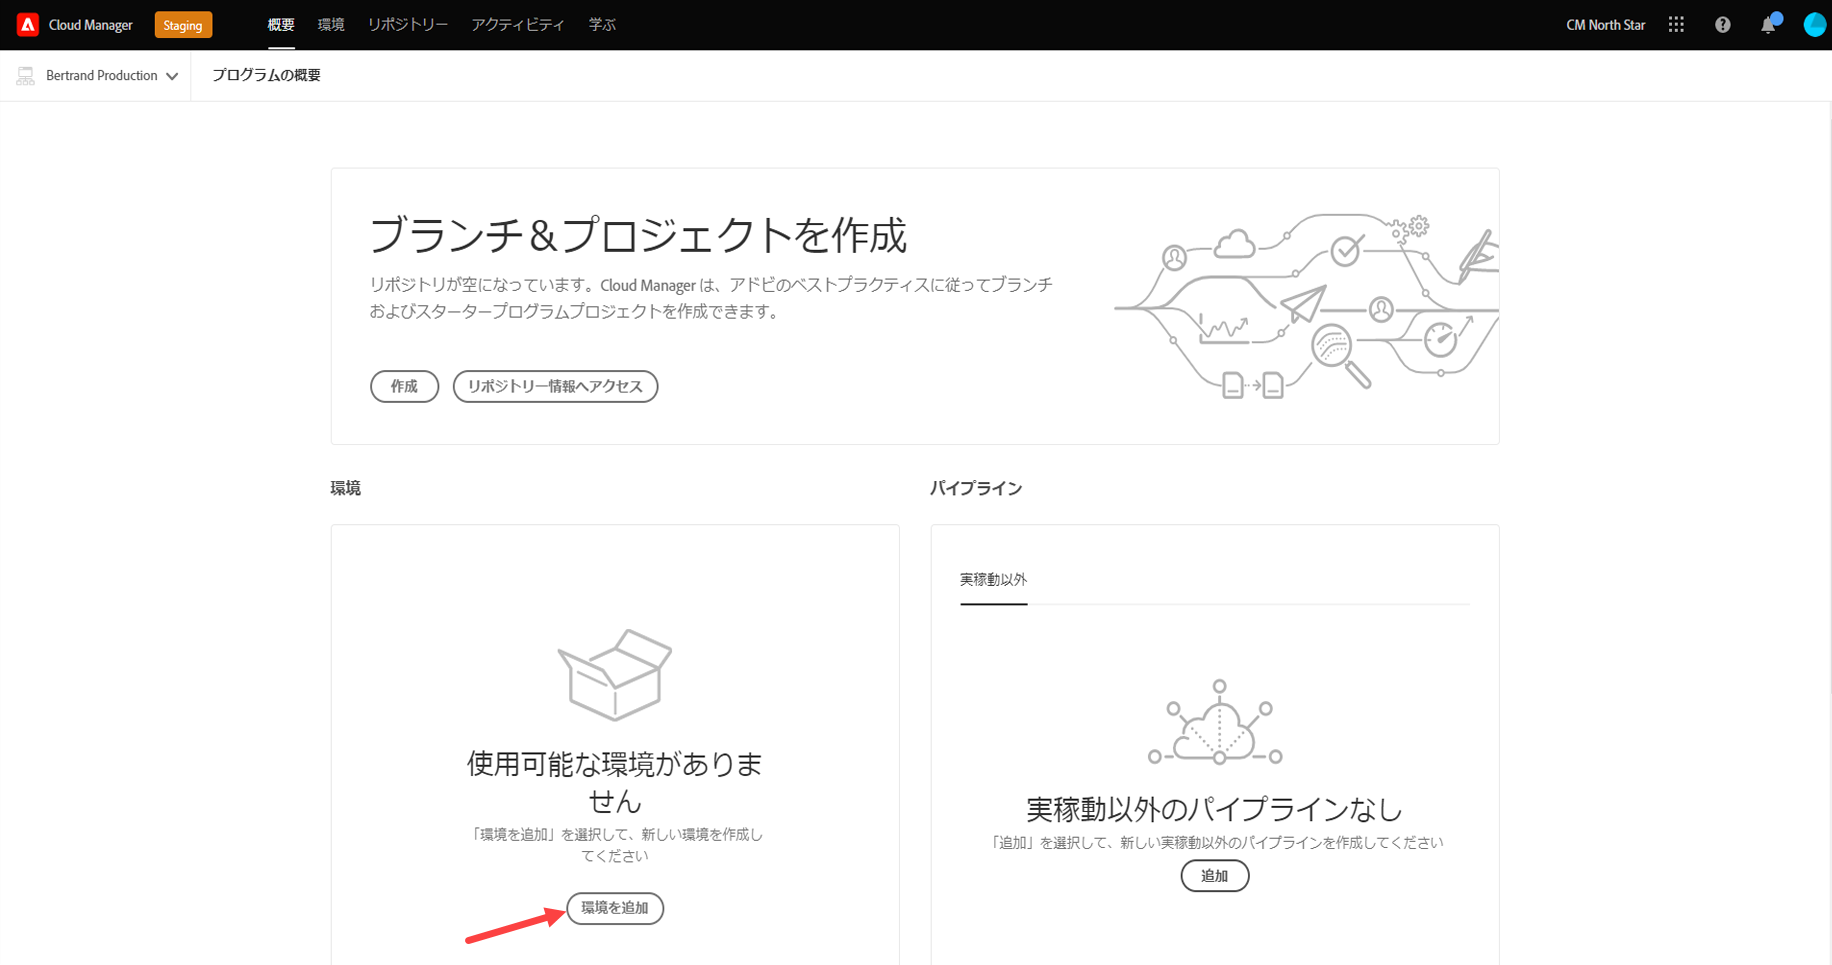 Cloud Manager Staging 概要 環境 リポジトリー アクティビティ 学ぶ CM North Star
Bertrand Production プログラムの概要
ブランチ＆プロジェクトを作成
リポジトリが空になっています。Cloud Manager は、アドビのベストプラクティスに従ってブランチ
およびスタータープログラムプロジェクトを作成できます。
作成 リポジトリー情報へアクセス
環境
使用可能な環境がありま
せん
「環境を追加」を選択して、新しい環境を作成し
てください
環境を追加
パイプライン
実稼動以外
実稼動以外のパイプラインなし
「追加」を選択して、新しい実稼動以外のパイプラインを作成してください
追加